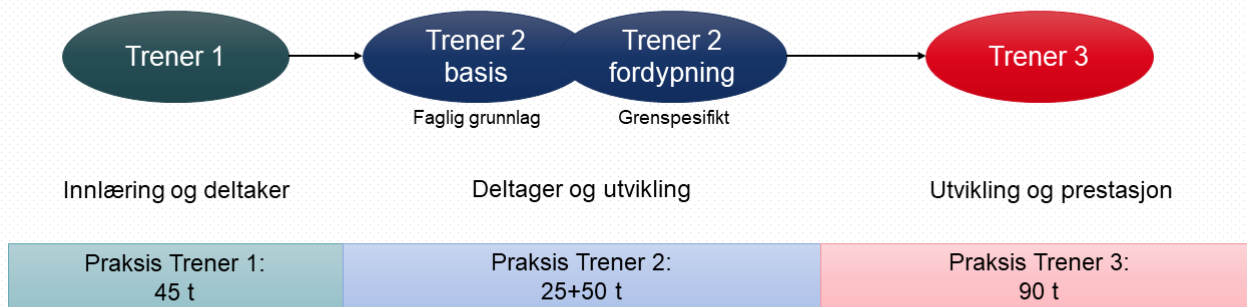 Trener 1
Trener 2
basis
Trener 2
fordypning
Trener 3
Faglig grunnlag
Grenspesifikt
Innlæring og deltaker
Deltager og utvikling
Utvikling og prestasjon
Praksis Trener 1:
45 t
Praksis Trener 2:
25+50 t
Praksis Trener 3:
90 t